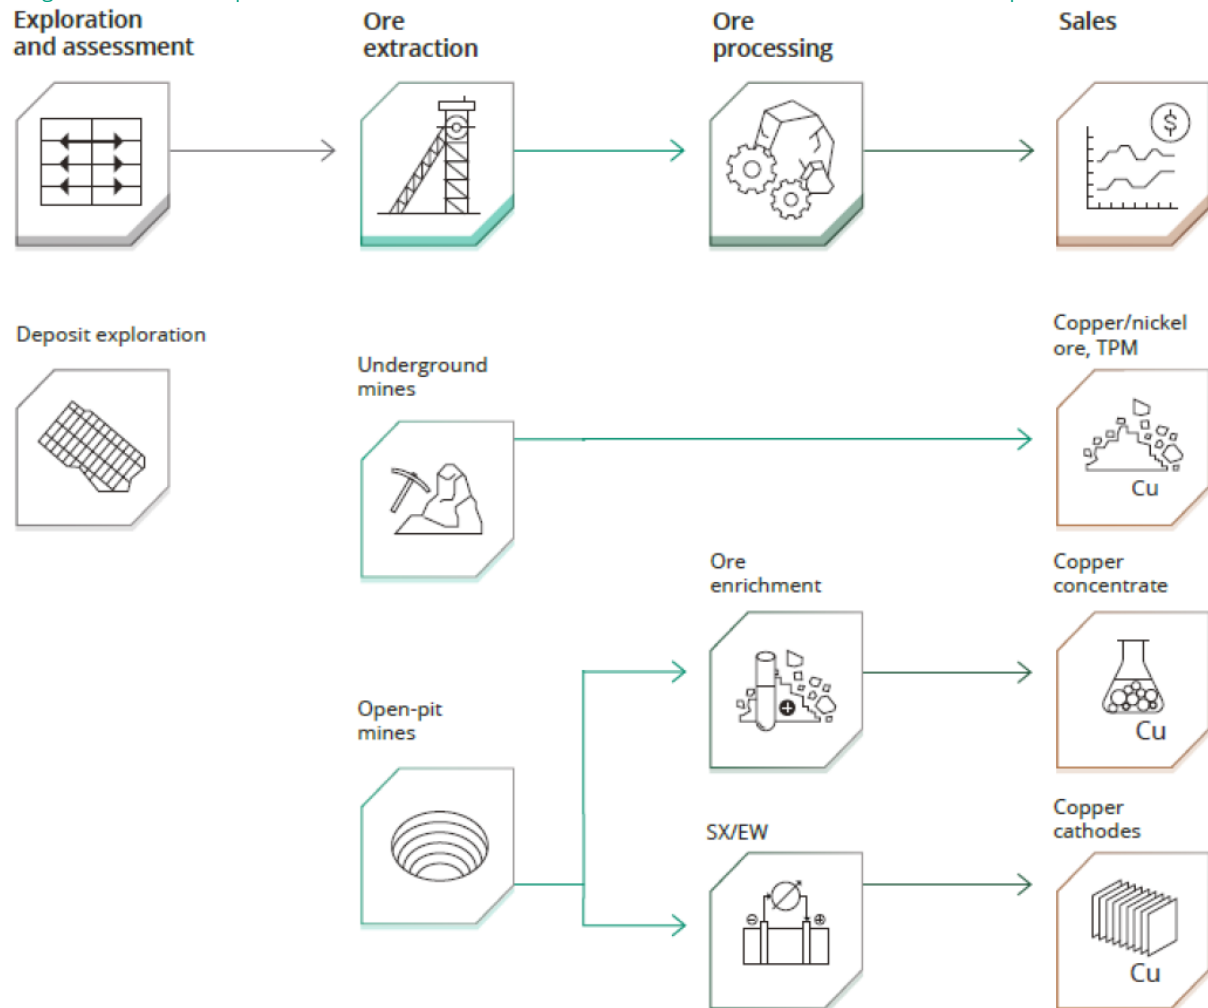 Exploration
and assessment
Ore
extraction
Ore
processing
Sales
$
Deposit exploration
Underground
mines
Copper/nickel
ore, TPM
Cu
Ore
enrichment
Copper
concentrate
Cu
Open-pit
mines
SX/EW
Copper
cathodes
Cu